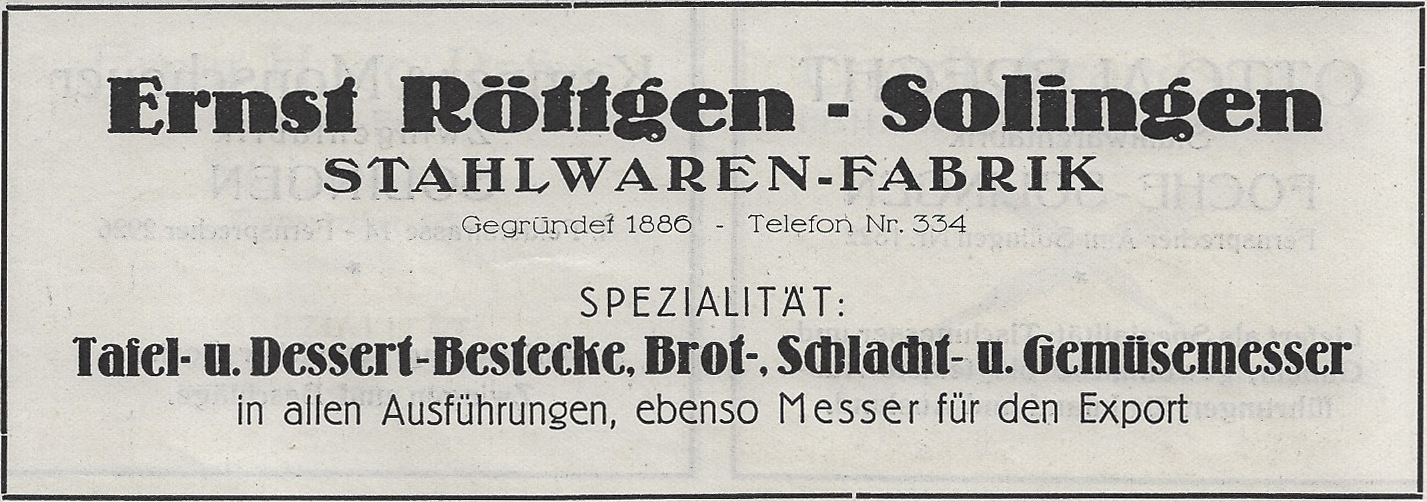 Ernst Röttgen - Solingen
STAHLWAREN-FABRIK
Gegründet 1886 - Telefon Nr. 334
SPEZIALITÄT:
Tafel- u. Dessert-Bestecke, Brot-, Schlacht- u. Gemüsemesser
in allen Ausführungen, ebenso Messer für den Export